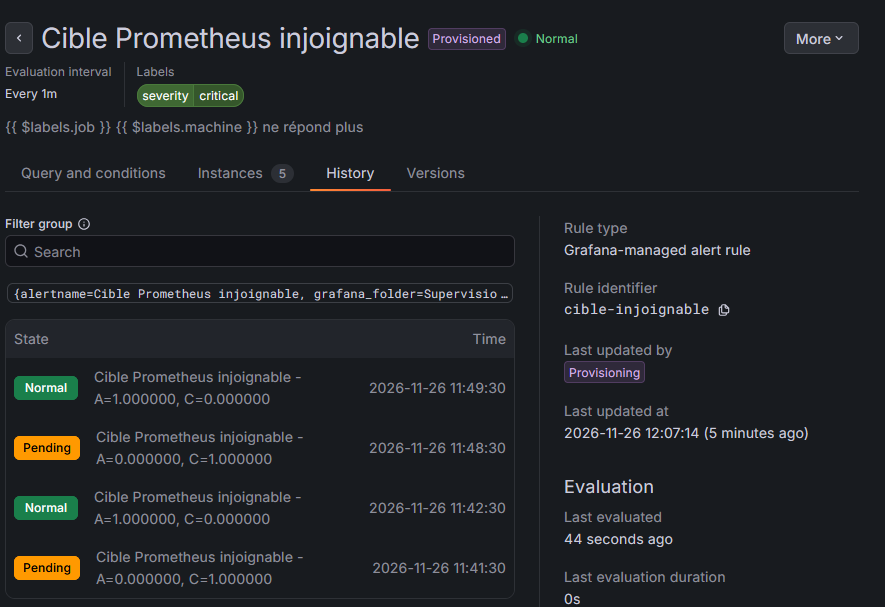 Cible Prometheus injoignable Provisioned Normal More
Evaluation interval Labels
Every 1m severity critical
{{ $labels.job }} {{ $labels.machine }} ne répond plus
Query and conditions Instances 5 History Versions
Filter group
Search
{alertname=Cible Prometheus injoignable, grafana_folder=Supervisio…
State Time
Normal Cible Prometheus injoignable - A=1.000000, C=0.000000 2026-11-26 11:49:30
Pending Cible Prometheus injoignable - A=0.000000, C=1.000000 2026-11-26 11:48:30
Normal Cible Prometheus injoignable - A=1.000000, C=0.000000 2026-11-26 11:42:30
Pending Cible Prometheus injoignable - A=0.000000, C=1.000000 2026-11-26 11:41:30
Rule type
Grafana-managed alert rule
Rule identifier
cible-injoignable
Last updated by
Provisioning
Last updated at
2026-11-26 12:07:14 (5 minutes ago)
Evaluation
Last evaluated
44 seconds ago
Last evaluation duration
0s